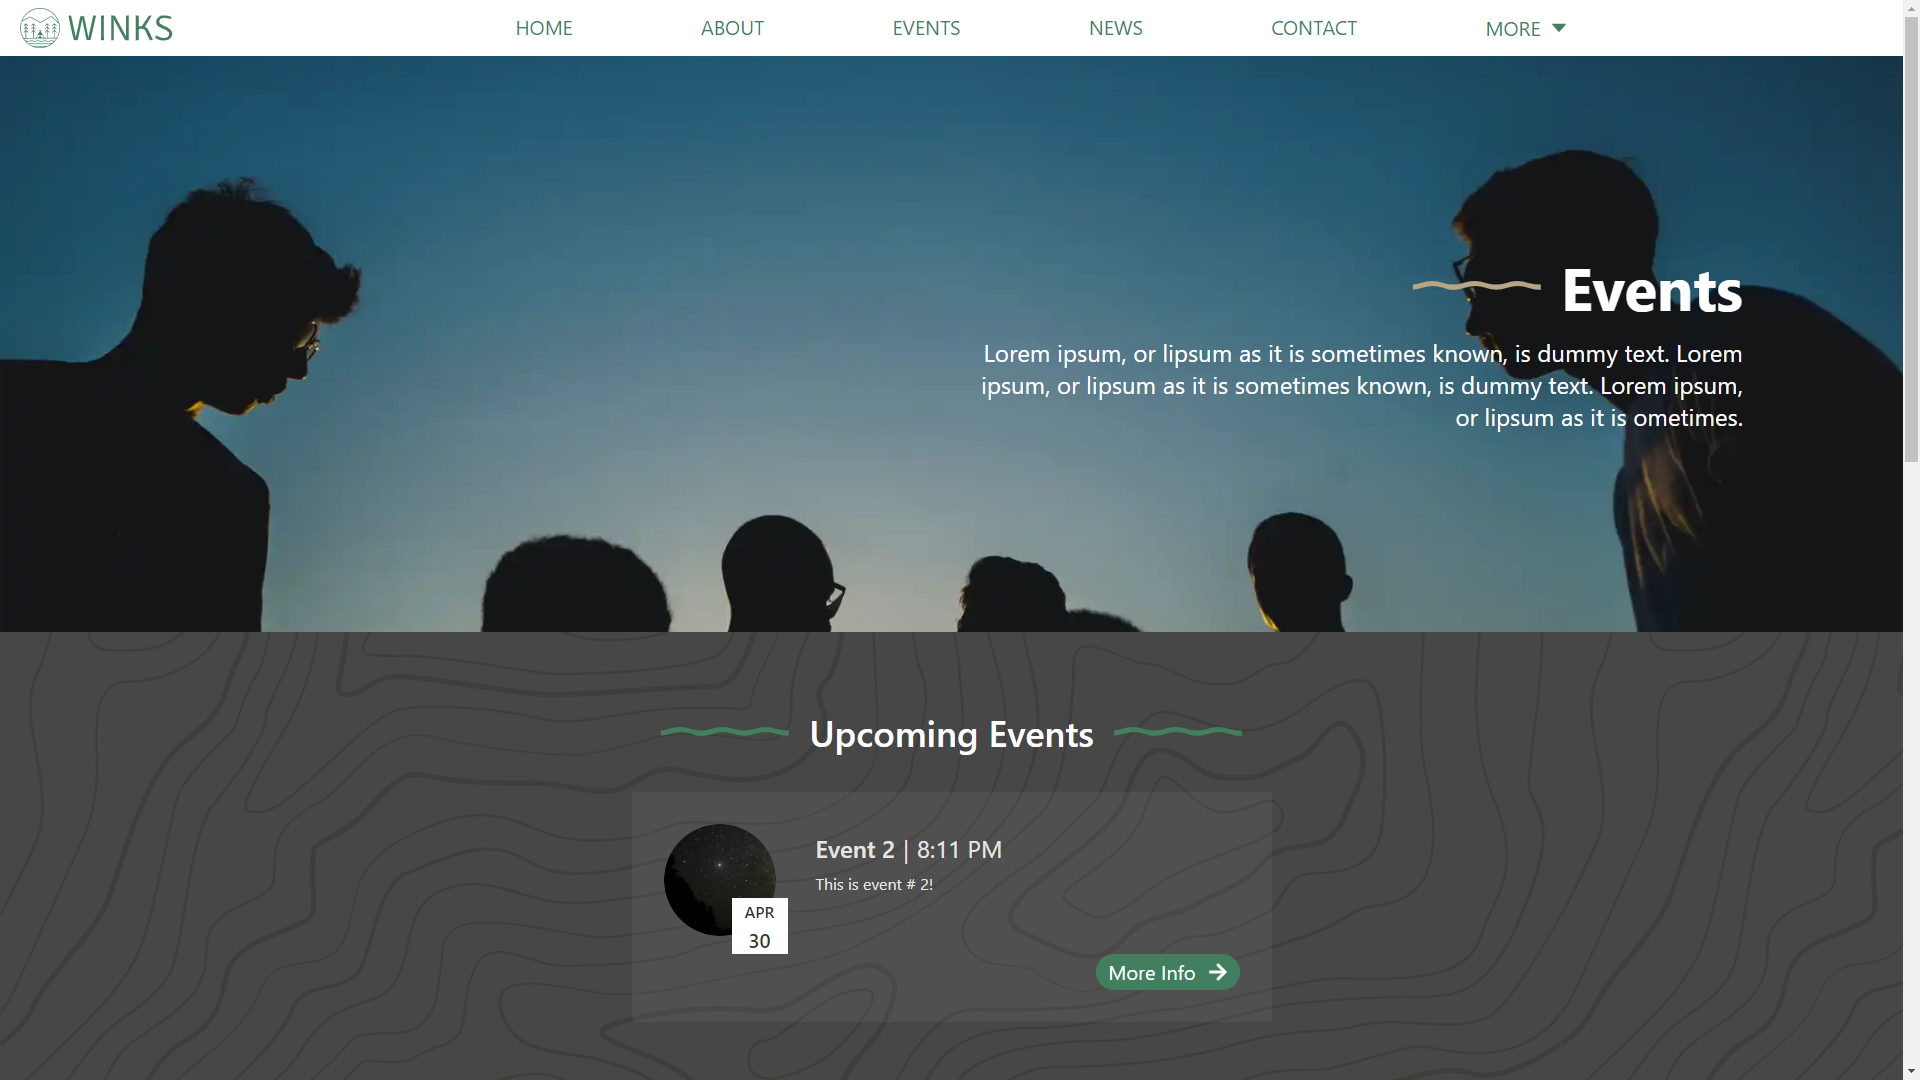 WINKS
HOME
ABOUT
EVENTS
NEWS
CONTACT
MORE
Events
Lorem ipsum, or lipsum as it is sometimes known, is dummy text. Lorem
ipsum, or lipsum as it is sometimes known, is dummy text. Lorem ipsum,
or lipsum as it is ometimes.
Upcoming Events
Event 2 | 8:11 PM
This is event # 2!
APR
30
More Info